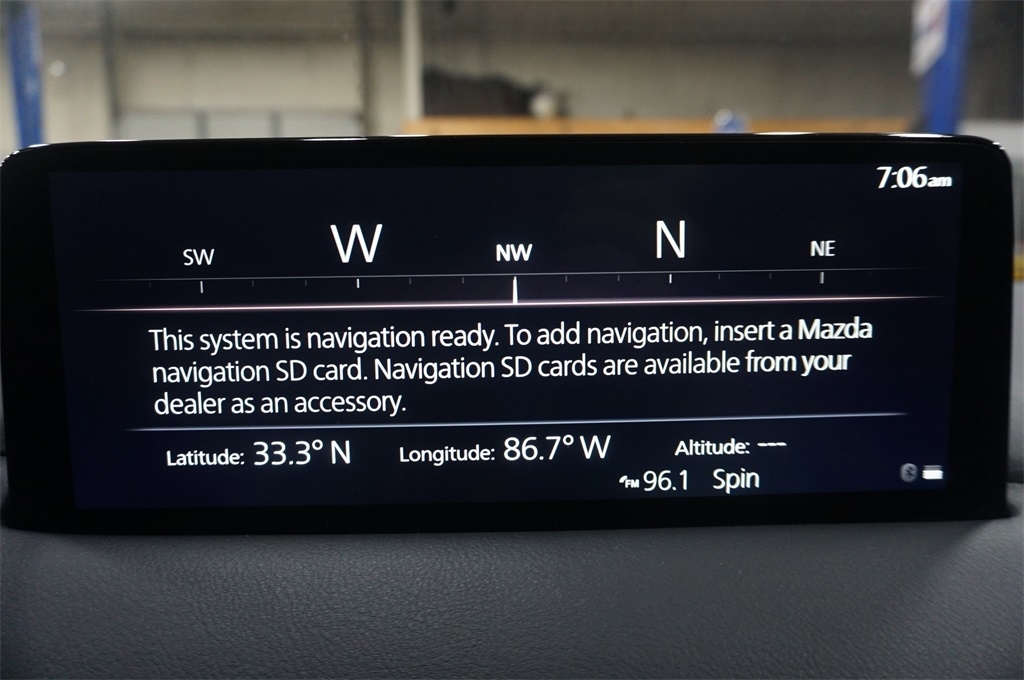 7:06am
SW W NW N NE
This system is navigation ready. To add navigation, insert a Mazda
navigation SD card. Navigation SD cards are available from your
dealer as an accessory.
Latitude: 33.3° N Longitude: 86.7° W Altitude: ---
FM 96.1 Spin